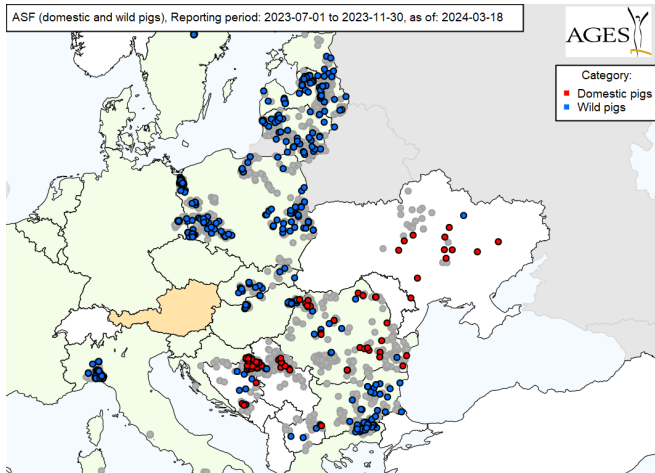 ASF (domestic and wild pigs), Reporting period: 2023-07-01 to 2023-11-30, as of: 2024-03-18
AGES
Category:
Domestic pigs
Wild pigs